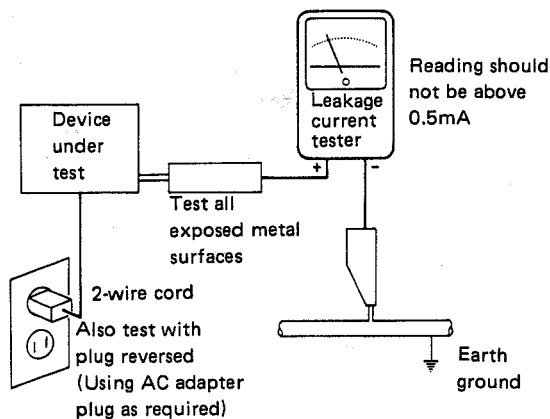 Device
under
test
Leakage
current
tester
+ -
Reading should
not be above
0.5mA
Test all
exposed metal
surfaces
2-wire cord
Also test with
plug reversed
(Using AC adapter
plug as required)
Earth
ground